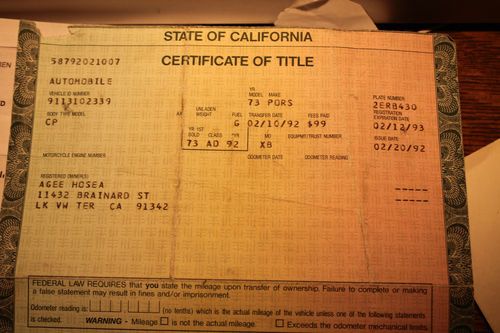 STATE OF CALIFORNIA
CERTIFICATE OF TITLE
58792021007
AUTOMOBILE
VEHICLE ID NUMBER YR. MODEL MAKE PLATE NUMBER
9113102339 73 PORS 2ERB430
BODY TYPE MODEL AX UNLADEN WEIGHT FUEL TRANSFER DATE FEES PAID REGISTRATION EXPIRATION DATE
CP G 02/10/92 $99 02/12/93
YR 1ST SOLD CLASS YR MO EQUIPMT/TRUST NUMBER ISSUE DATE
73 AD 92 XB 02/20/92
MOTORCYCLE ENGINE NUMBER ODOMETER DATE ODOMETER READING
REGISTERED OWNER(S)
AGEE HOSEA
11432 BRAINARD ST
LK VW TER CA 91342
FEDERAL LAW REQUIRES that you state the mileage upon transfer of ownership. Failure to complete or making
a false statement may result in fines and/or imprisonment.
Odometer reading is: (no tenths) which is the actual mileage of the vehicle unless one of the following statements
is checked. WARNING - Mileage is not the actual mileage. Exceeds the odometer mechanical limits.